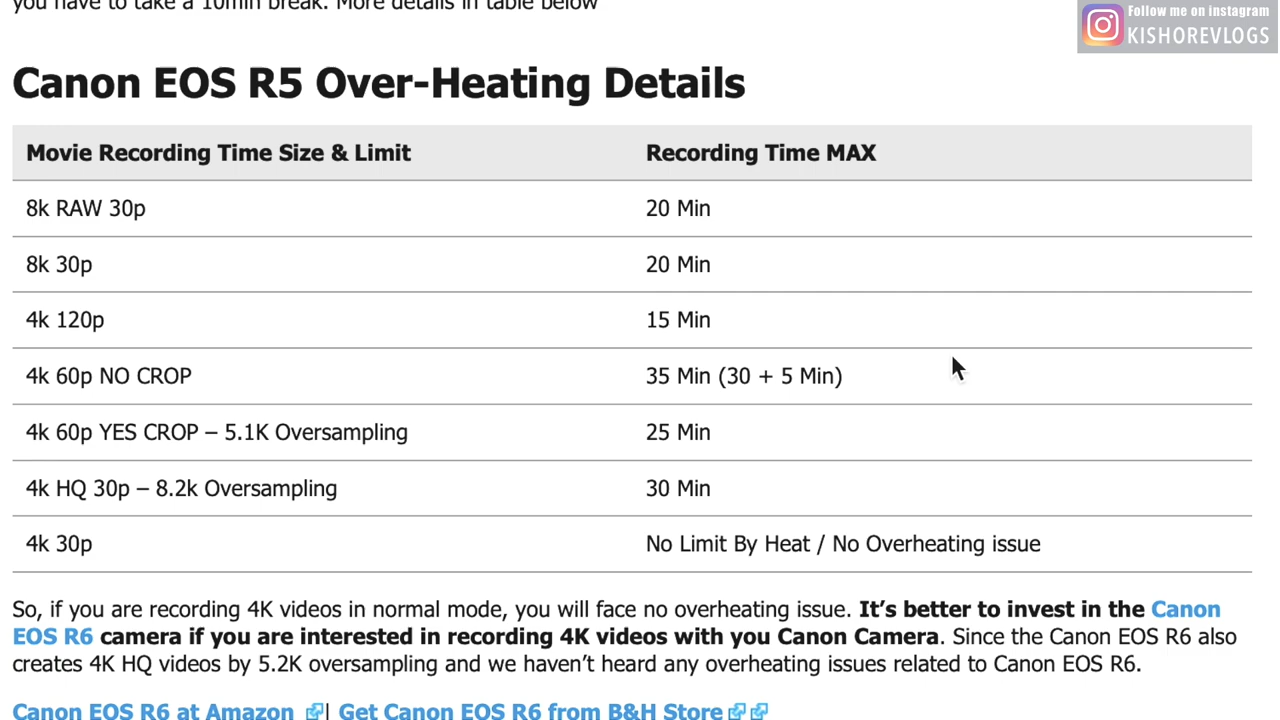 you have to take a 10min break. More details in table below
Follow me on instagram
KISHOREVLOGS
Canon EOS R5 Over-Heating Details
Movie Recording Time Size & Limit Recording Time MAX
8k RAW 30p 20 Min
8k 30p 20 Min
4k 120p 15 Min
4k 60p NO CROP 35 Min (30 + 5 Min)
4k 60p YES CROP – 5.1K Oversampling 25 Min
4k HQ 30p – 8.2k Oversampling 30 Min
4k 30p No Limit By Heat / No Overheating issue
So, if you are recording 4K videos in normal mode, you will face no overheating issue. It’s better to invest in the Canon
EOS R6 camera if you are interested in recording 4K videos with you Canon Camera. Since the Canon EOS R6 also
creates 4K HQ videos by 5.2K oversampling and we haven’t heard any overheating issues related to Canon EOS R6.
Canon EOS R6 at Amazon | Get Canon EOS R6 from B&H Store